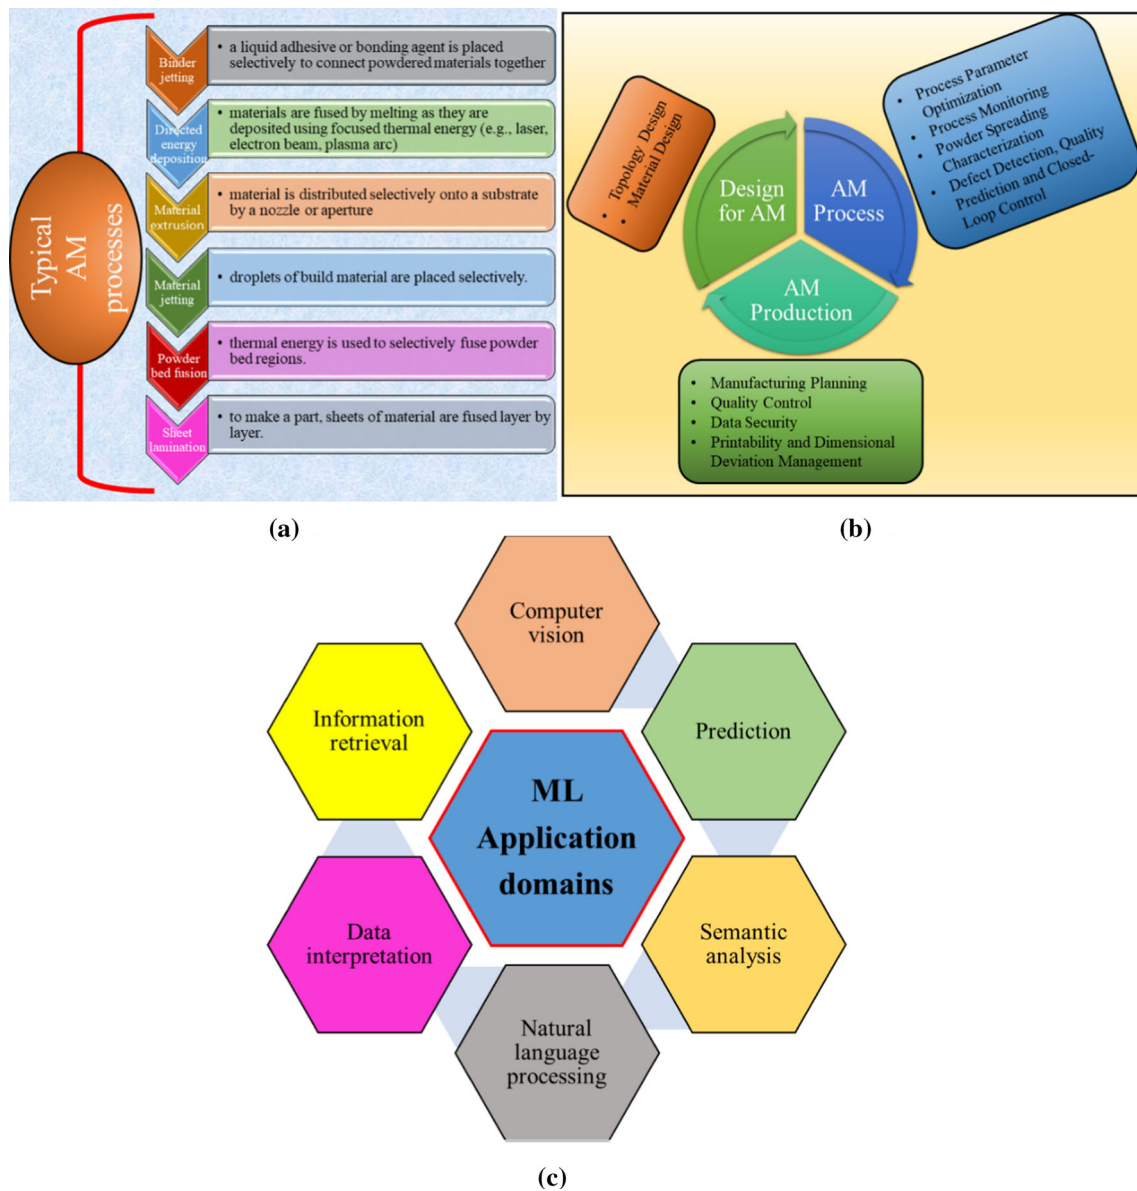 Typical
AM
processes
Binder
jetting
• a liquid adhesive or bonding agent is placed
selectively to connect powdered materials together
Directed
energy
deposition
• materials are fused by melting as they are
deposited using focused thermal energy (e.g., laser,
electron beam, plasma arc)
Material
extrusion
• material is distributed selectively onto a substrate
by a nozzle or aperture
Material
jetting
• droplets of build material are placed selectively.
Powder
bed fusion
• thermal energy is used to selectively fuse powder
bed regions.
Sheet
lamination
• to make a part, sheets of material are fused layer by
layer.
(a)
• Topology Design
• Material Design
Design
for AM
AM
Process
• Process Parameter
Optimization
• Process Monitoring
• Powder Spreading
Characterization
• Defect Detection, Quality
Prediction and Closed-
Loop Control
AM
Production
• Manufacturing Planning
• Quality Control
• Data Security
• Printability and Dimensional
Deviation Management
(b)
Computer
vision
Information
retrieval
Prediction
ML
Application
domains
Data
interpretation
Semantic
analysis
Natural
language
processing
(c)